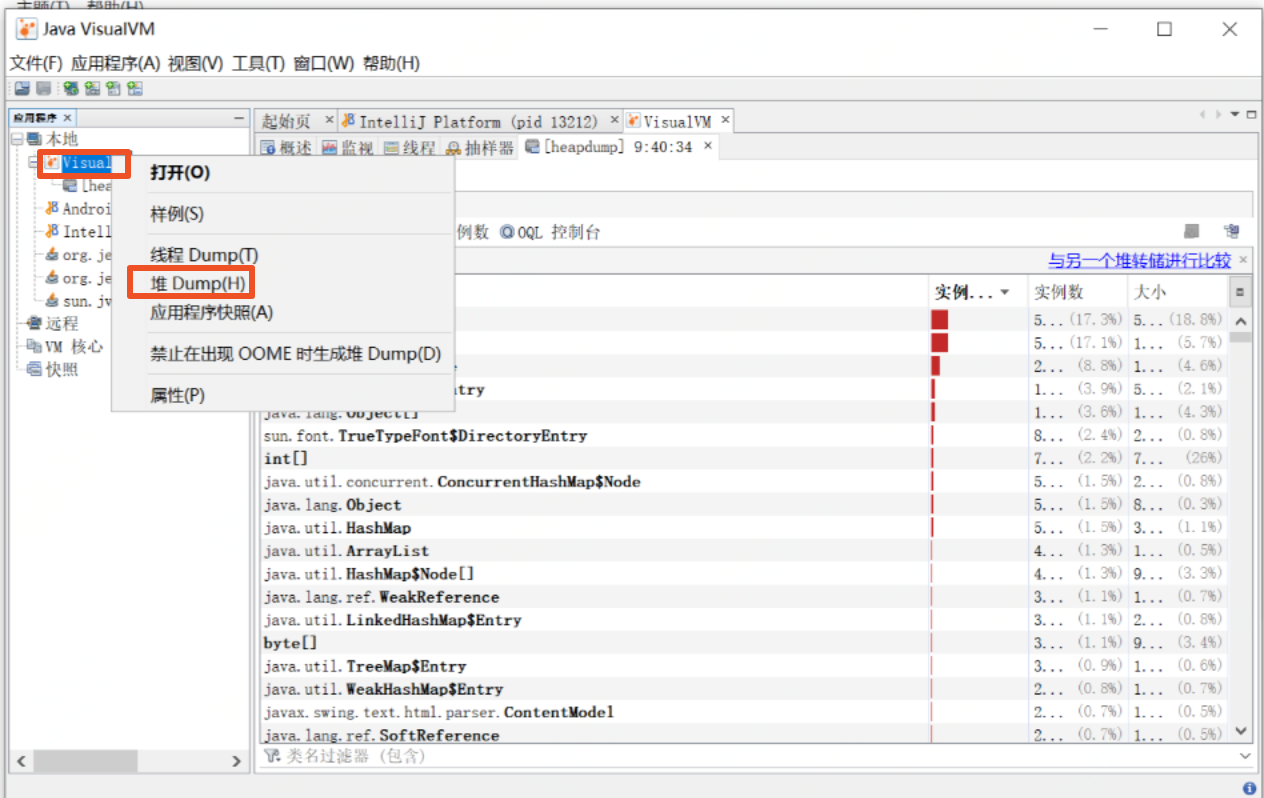 Java VisualVM
文件(F) 应用程序(A) 视图(V) 工具(T) 窗口(W) 帮助(H)
应用程序 ×
起始页 × IntelliJ Platform (pid 13212) × VisualVM ×
概述 监视 线程 抽样器 [heapdump] 9:40:34 ×
本地
Visual
[hea
Androi
Intell
org. je
org. je
sun. jv
远程
VM 核心
快照
打开(O)
样例(S)
线程 Dump(T)
堆 Dump(H)
应用程序快照(A)
禁止在出现 OOME 时生成堆 Dump(D)
属性(P)
例数 OQL 控制台
与另一个堆转储进行比较 ×
实例... 实例数 大小
5... (17.3%) 5... (18.8%)
5... (17.1%) 1... (5.7%)
2... (8.8%) 1... (4.6%)
try 1... (3.9%) 5... (2.1%)
java.lang.Object[] 1... (3.6%) 1... (4.3%)
sun.font.TrueTypeFont$DirectoryEntry 8... (2.4%) 2... (0.8%)
int[] 7... (2.2%) 7... (26%)
java.util.concurrent.ConcurrentHashMap$Node 5... (1.5%) 2... (0.8%)
java.lang.Object 5... (1.5%) 8... (0.3%)
java.util.HashMap 5... (1.5%) 3... (1.1%)
java.util.ArrayList 4... (1.3%) 1... (0.5%)
java.util.HashMap$Node[] 4... (1.3%) 9... (3.3%)
java.lang.ref.WeakReference 3... (1.1%) 1... (0.7%)
java.util.LinkedHashMap$Entry 3... (1.1%) 2... (0.8%)
byte[] 3... (1.1%) 9... (3.4%)
java.util.TreeMap$Entry 3... (0.9%) 1... (0.6%)
java.util.WeakHashMap$Entry 2... (0.8%) 1... (0.7%)
javax.swing.text.html.parser.ContentModel 2... (0.7%) 1... (0.5%)
java.lang.ref.SoftReference 2... (0.7%) 1... (0.5%)
类名过滤器 (包含)